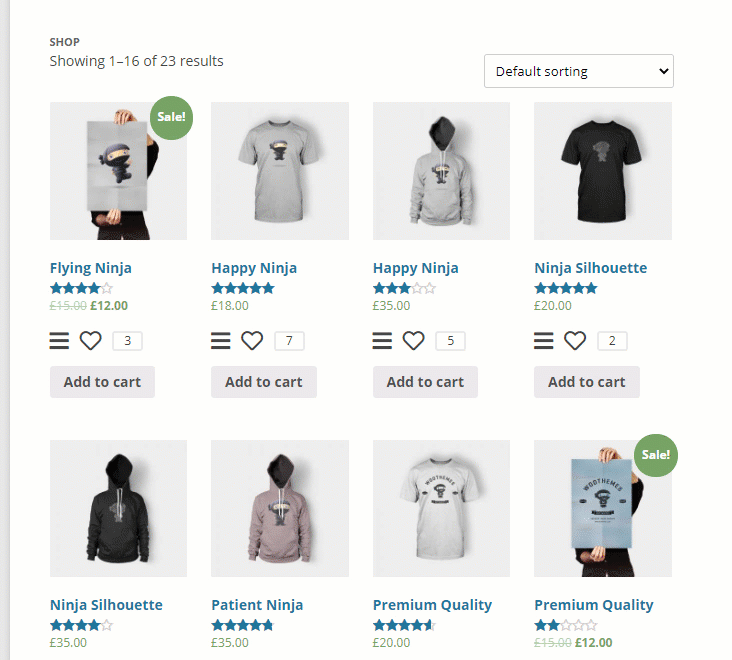 SHOP
Showing 1–16 of 23 results
Default sorting
Sale!
Flying Ninja
£15.00 £12.00
3
Add to cart
Happy Ninja
£18.00
7
Add to cart
Happy Ninja
£35.00
5
Add to cart
Ninja Silhouette
£20.00
2
Add to cart
Ninja Silhouette
£35.00
Patient Ninja
£35.00
WOOTHEMES
Premium Quality
£20.00
Sale!
WOOTHEMES
Premium Quality
£15.00 £12.00